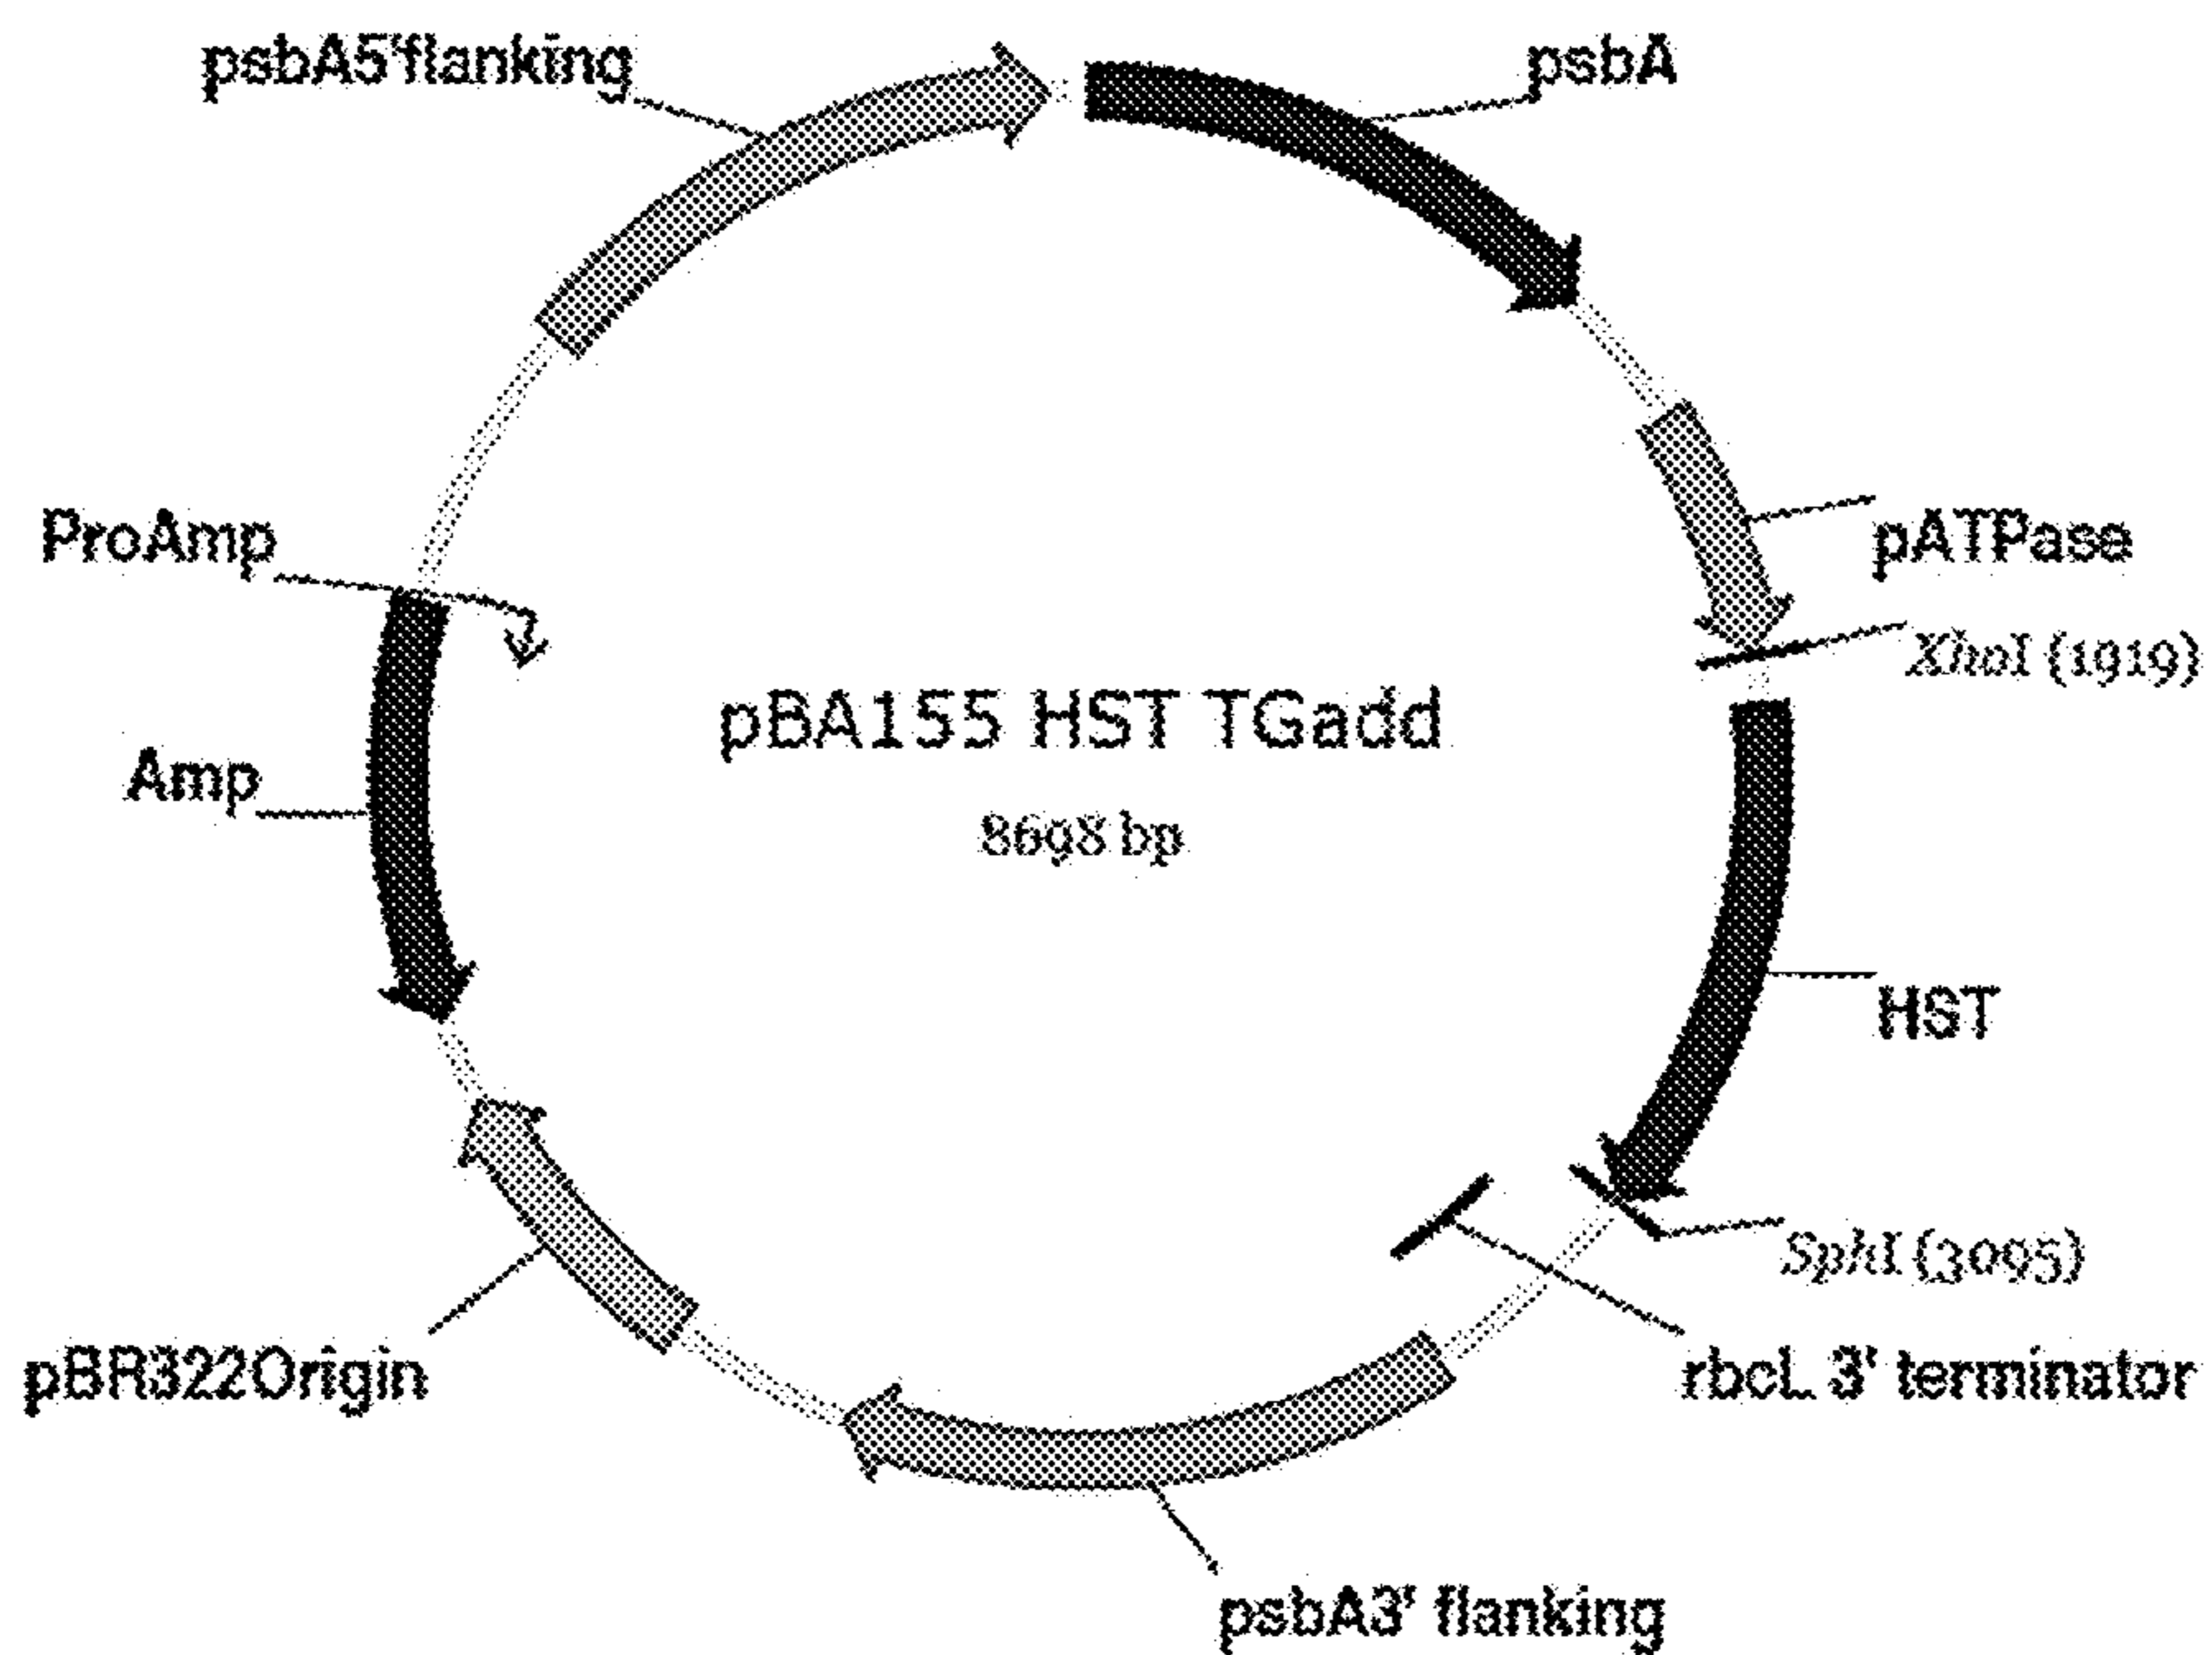 psbA5'flanking
psbA
ProAmp
pATPase
XhoI (1919)
pBA155 HST TGadd
Amp
8698 bp
HST
SphI (3095)
pBR322Origin
rbcL 3' terminator
psbA3' flanking